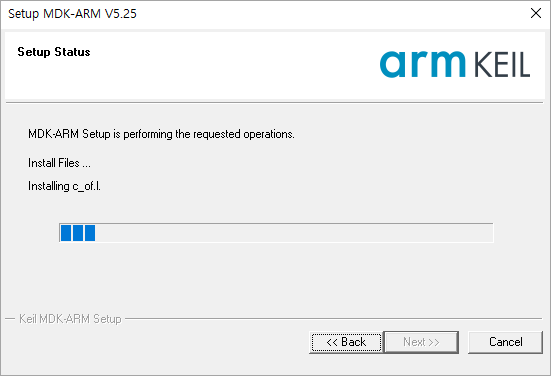 Setup MDK-ARM V5.25
Setup Status
arm KEIL
MDK-ARM Setup is performing the requested operations.
Install Files ...
Installing c_of.l.
Keil MDK-ARM Setup
<< Back
Next >>
Cancel